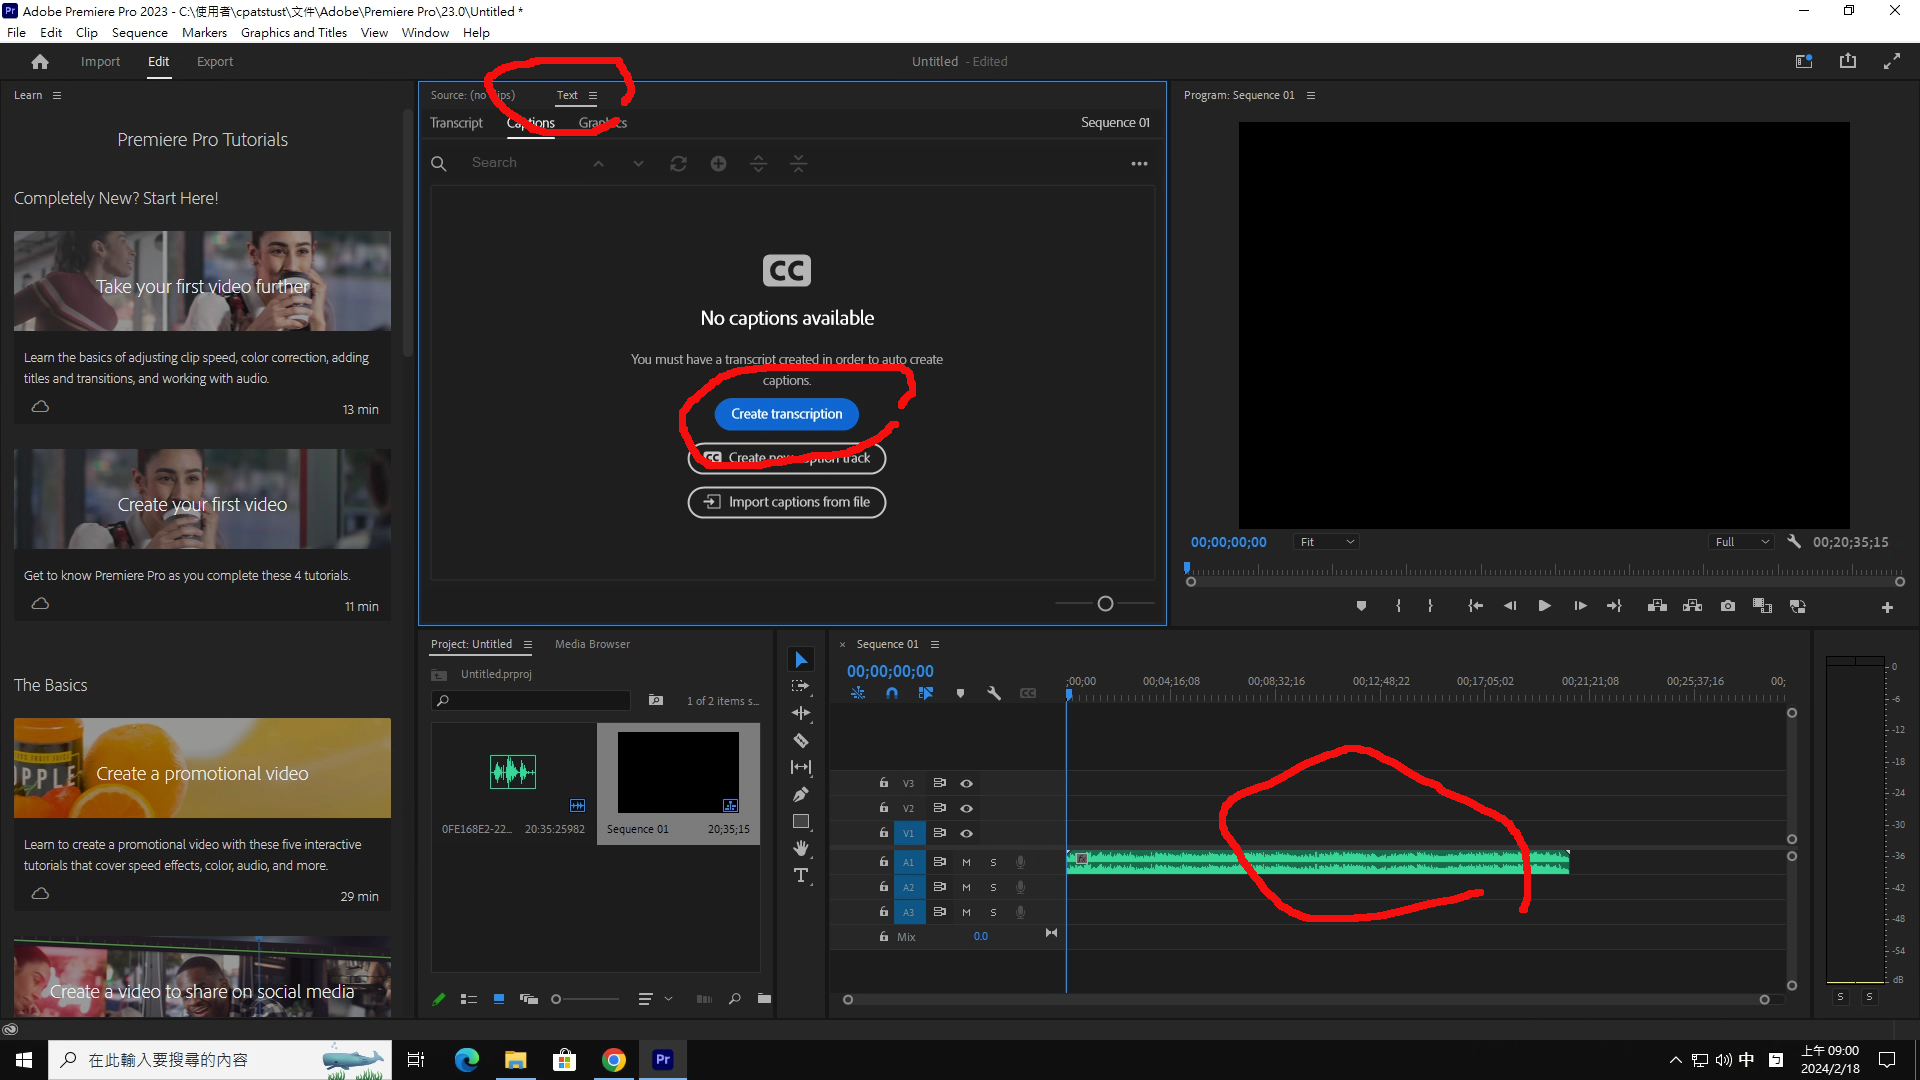 Adobe Premiere Pro 2023 - C:\使用者\cpatstust\文件\Adobe\Premiere Pro\23.0\Untitled *
File Edit Clip Sequence Markers Graphics and Titles View Window Help
Import Edit Export
Untitled - Edited
Learn
Premiere Pro Tutorials
Completely New? Start Here!
Take your first video further
Learn the basics of adjusting clip speed, color correction, adding
titles and transitions, and working with audio.
13 min
Create your first video
Get to know Premiere Pro as you complete these 4 tutorials.
11 min
The Basics
Create a promotional video
Learn to create a promotional video with these five interactive
tutorials that cover speed effects, color, audio, and more.
29 min
Create a video to share on social media
Source: (no clips) Text
Transcript Captions Graphics
Sequence 01
Search
CC
No captions available
You must have a transcript created in order to auto create
captions.
Create transcription
CC Create new caption track
Import captions from file
Program: Sequence 01
00;00;00;00 Fit Full 00;20;35;15
Project: Untitled Media Browser
Untitled.prproj
1 of 2 items s...
0FE168E2-22... 20:35:25982
Sequence 01 20;35;15
× Sequence 01
00;00;00;00
;00;00 00;04;16;08 00;08;32;16 00;12;48;22 00;17;05;02 00;21;21;08 00;25;37;16 00;
CC
V3
V2
V1
fx
A1 M S
A2 M S
A3 M S
Mix 0.0
0
-6
-12
-18
-24
-30
-36
-42
-48
-54
dB
S S
在此輸入要搜尋的內容
Pr
中
上午 09:00
2024/2/18